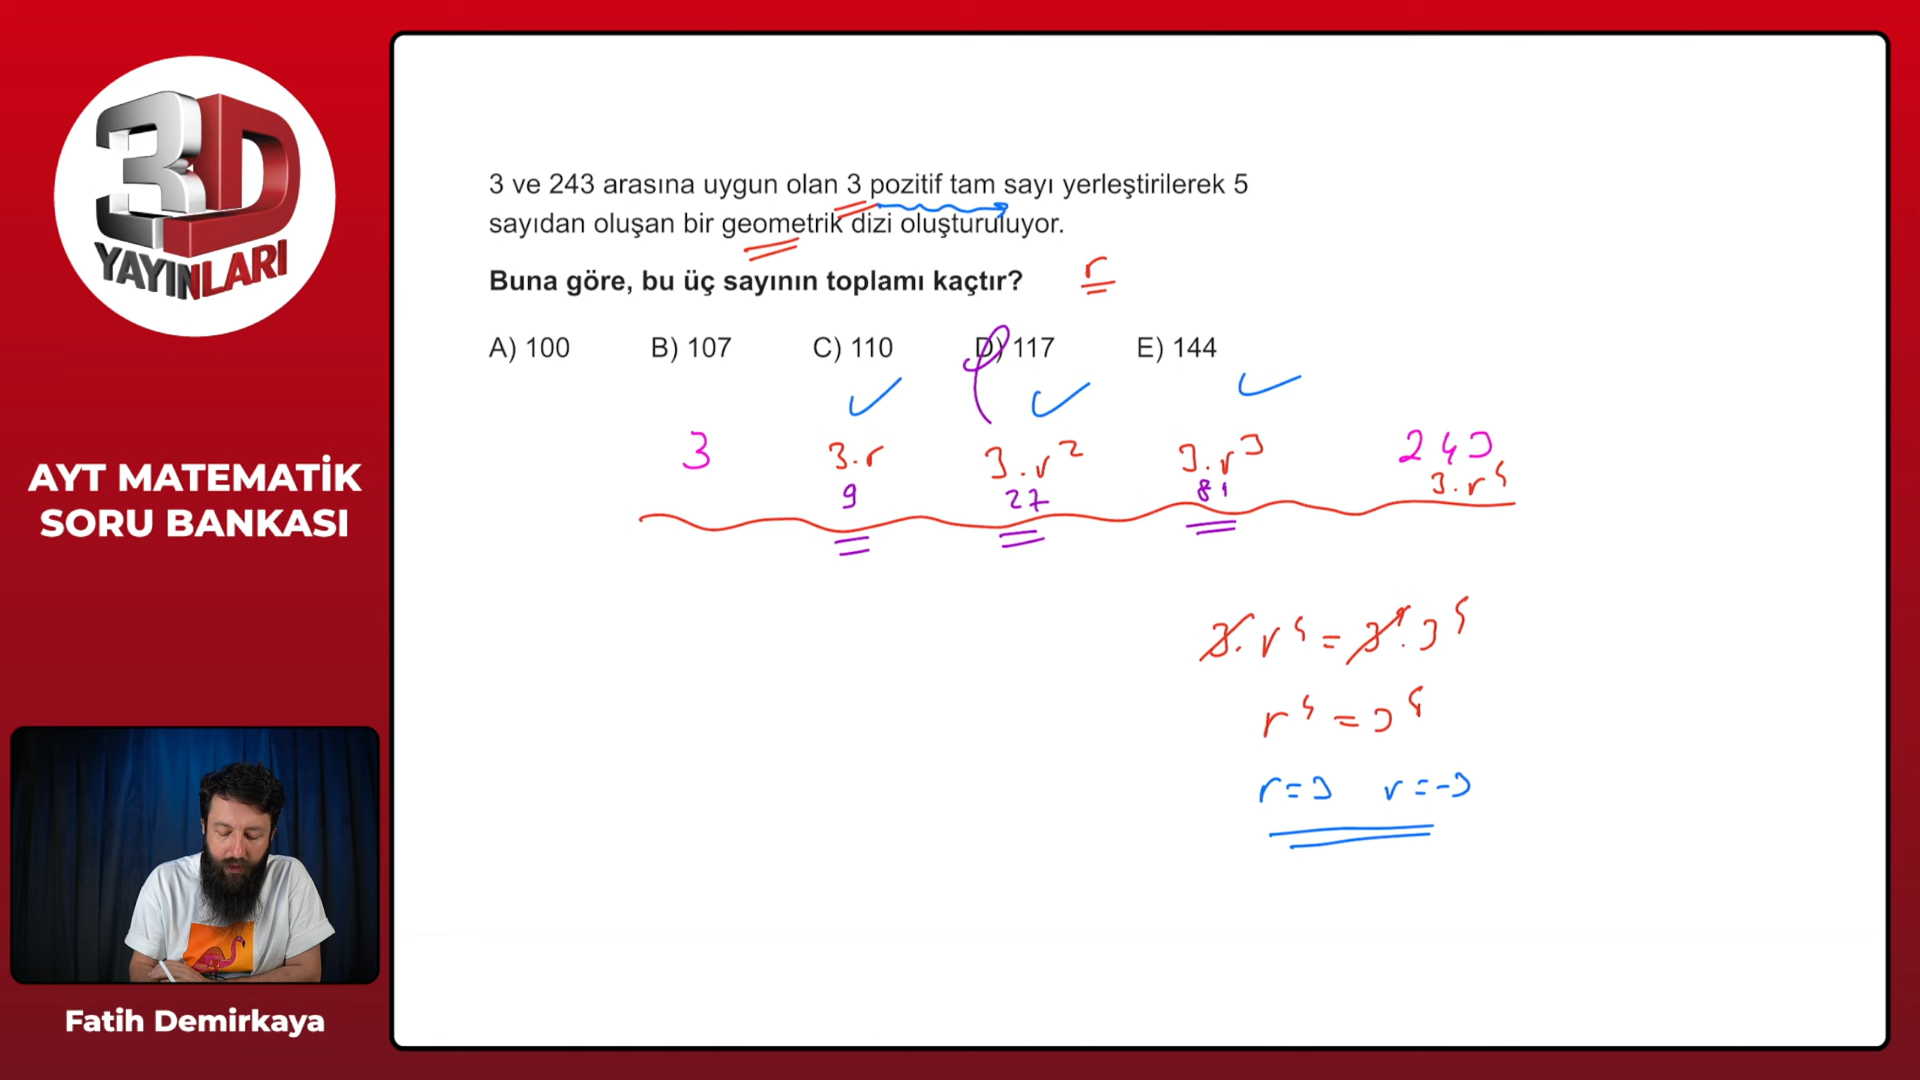 3D
YAYINLARI
AYT MATEMATİK
SORU BANKASI
Fatih Demirkaya
3 ve 243 arasına uygun olan 3 pozitif tam sayı yerleştirilerek 5
sayıdan oluşan bir geometrik dizi oluşturuluyor.
Buna göre, bu üç sayının toplamı kaçtır?
r
A) 100 B) 107 C) 110 D) 117 E) 144
3 3.r 3.r² 3.r³ 243
9 27 81 3.r⁴
3.r⁴ = 3¹.3⁴
r⁴ = 3⁴
r=3 r=-3